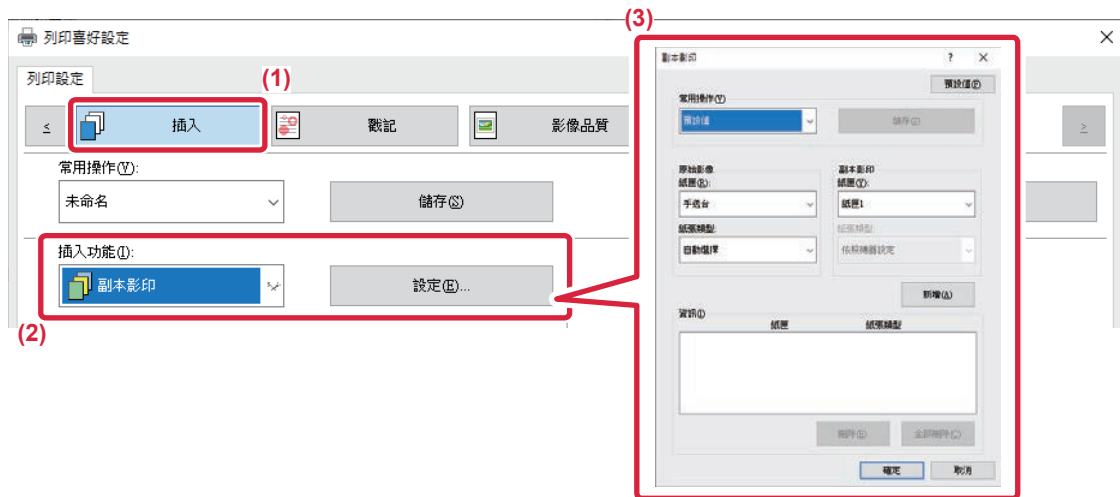 (3)
列印喜好設定
副本影印
預設值(F)
列印設定
(1)
常用操作(Y)
預設值
儲存(S)
插入
戳記
影像品質
常用操作(V):
未命名
儲存(S)
原始影像
紙匣(R):
手送台
紙張類型:
自動選擇
副本影印
紙匣(Y):
紙匣1
紙張類型:
依照機器設定
插入功能(I):
副本影印
設定(E)...
新增(A)
(2)
資訊(I)
紙匣
紙張類型
刪除(E)
全部刪除(C)
確定
取消